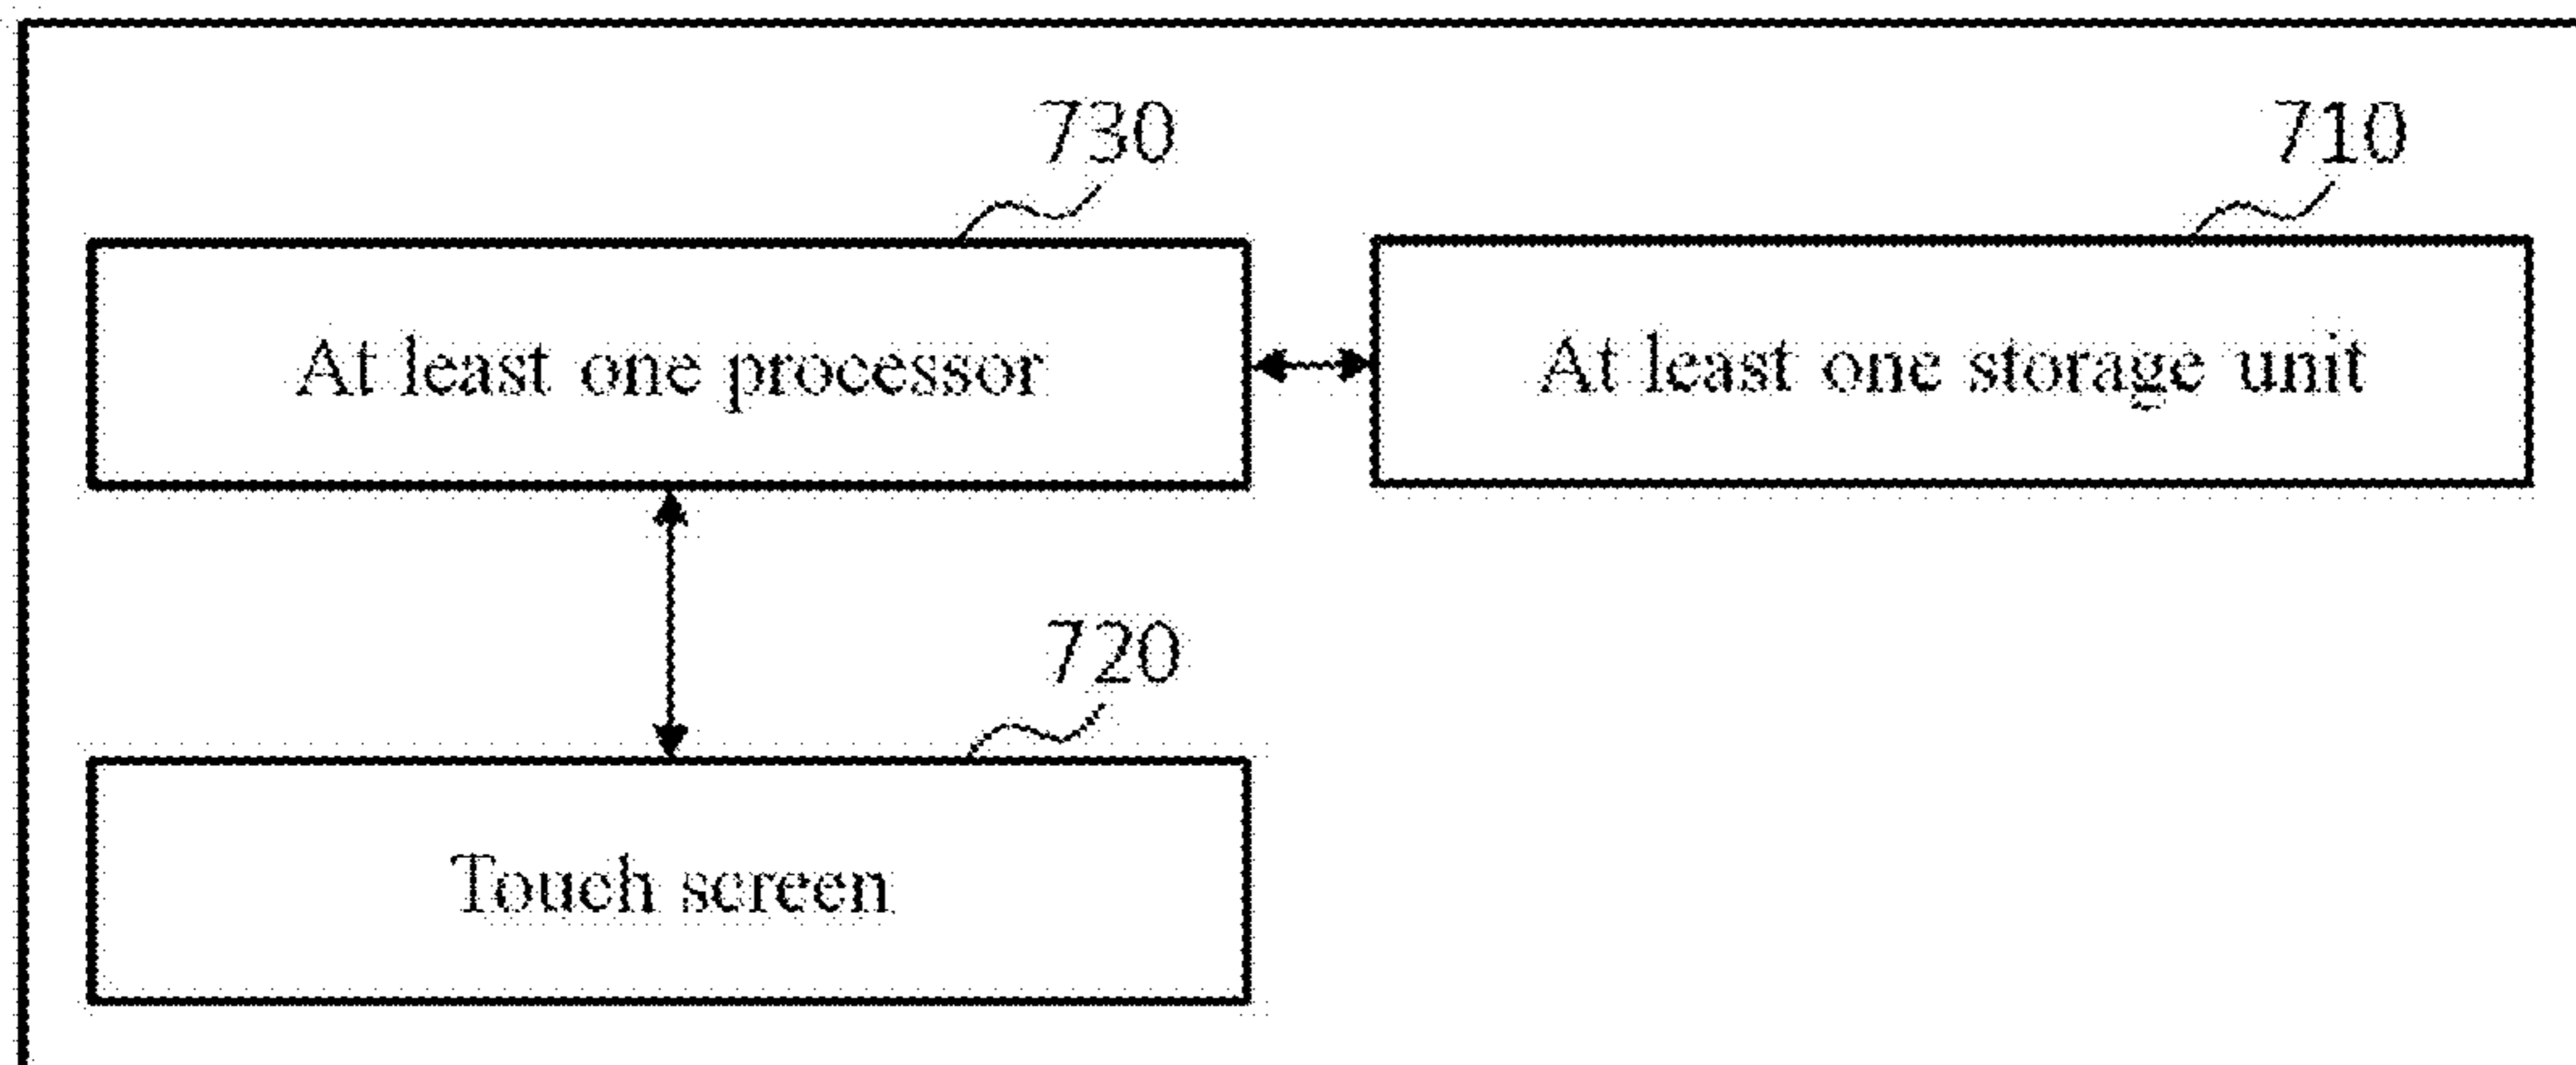 730
710
At least one processor
At least one storage unit
720
Touch screen